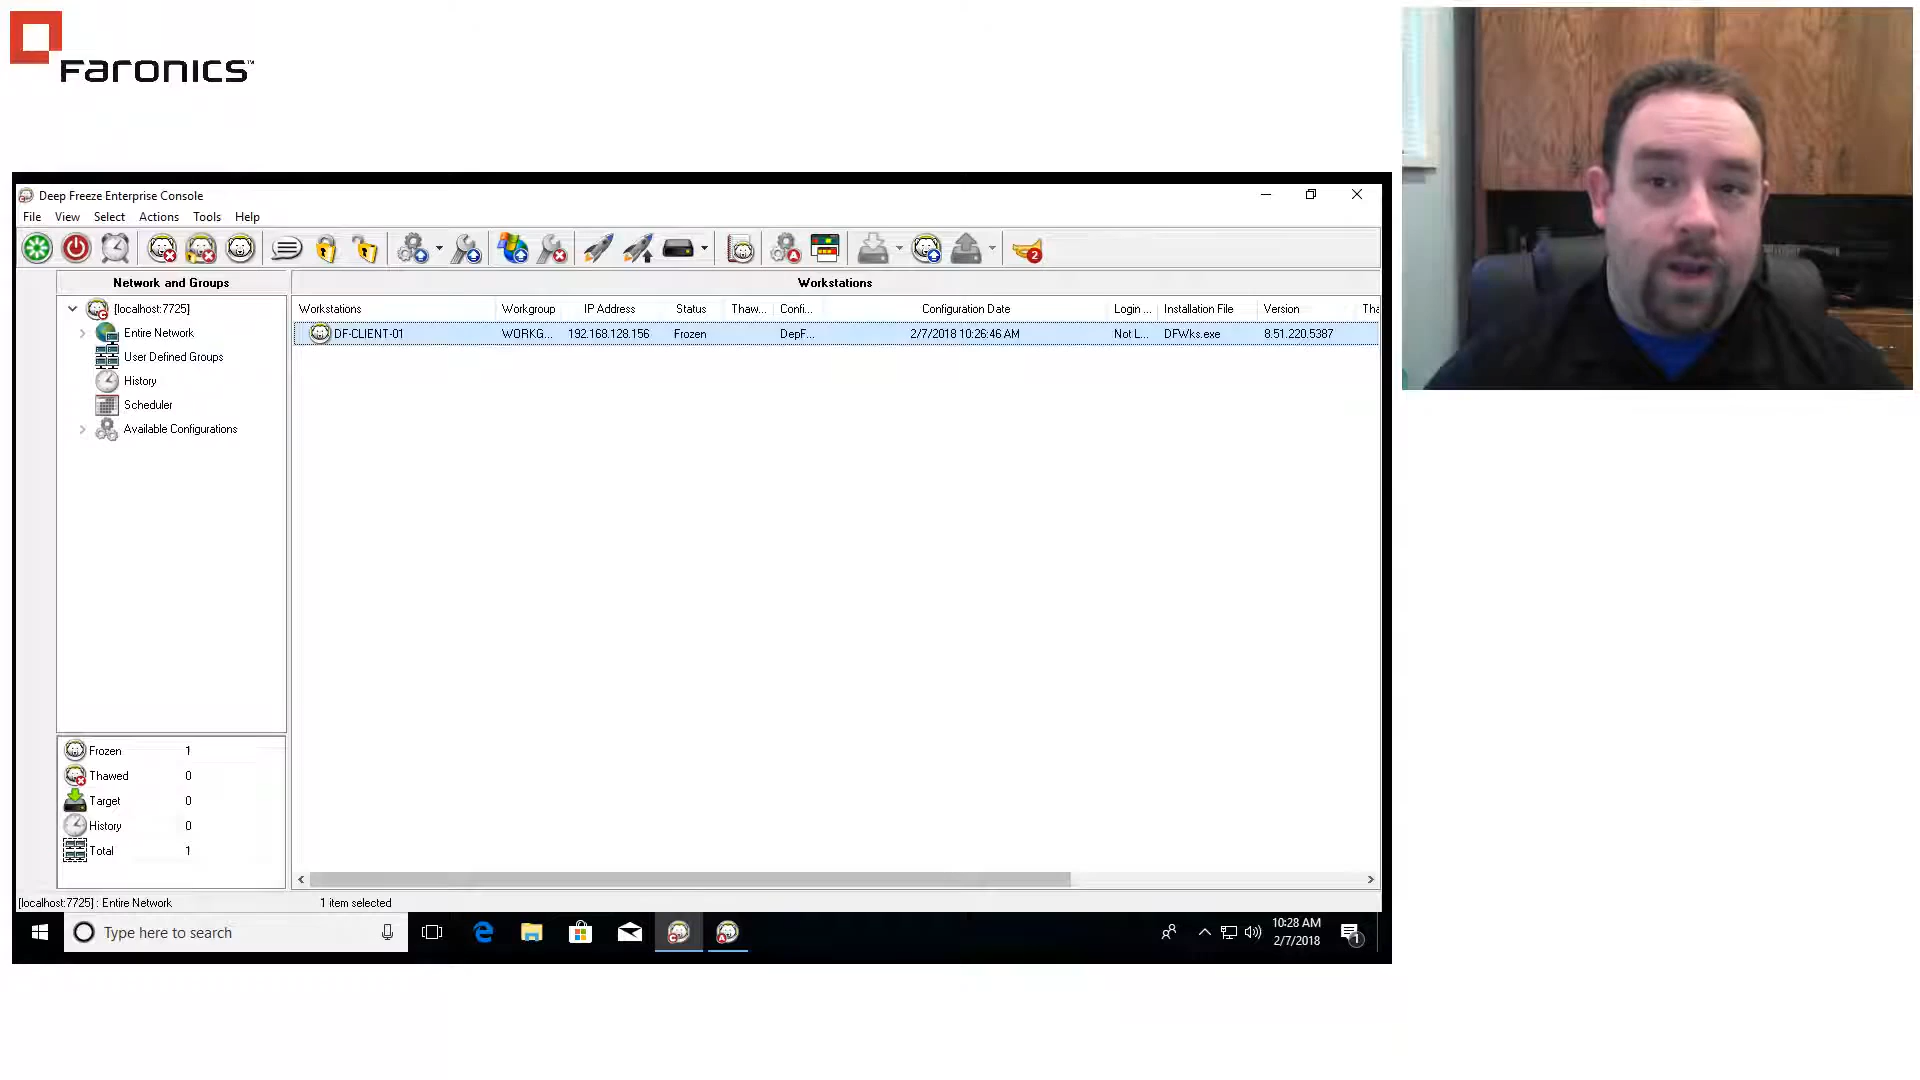 Faronics™
Deep Freeze Enterprise Console
File View Select Actions Tools Help
Network and Groups
Workstations
[localhost:7725]
Entire Network
User Defined Groups
History
Scheduler
Available Configurations
Workstations Workgroup IP Address Status Thaw... Confi... Configuration Date Login ... Installation File Version Tha
DF-CLIENT-01 WORKG... 192.168.128.156 Frozen DepF... 2/7/2018 10:26:46 AM Not L... DFWks.exe 8.51.220.5387
Frozen 1
Thawed 0
Target 0
History 0
Total 1
[localhost:7725] : Entire Network 1 item selected
Type here to search
10:28 AM
2/7/2018
1
2